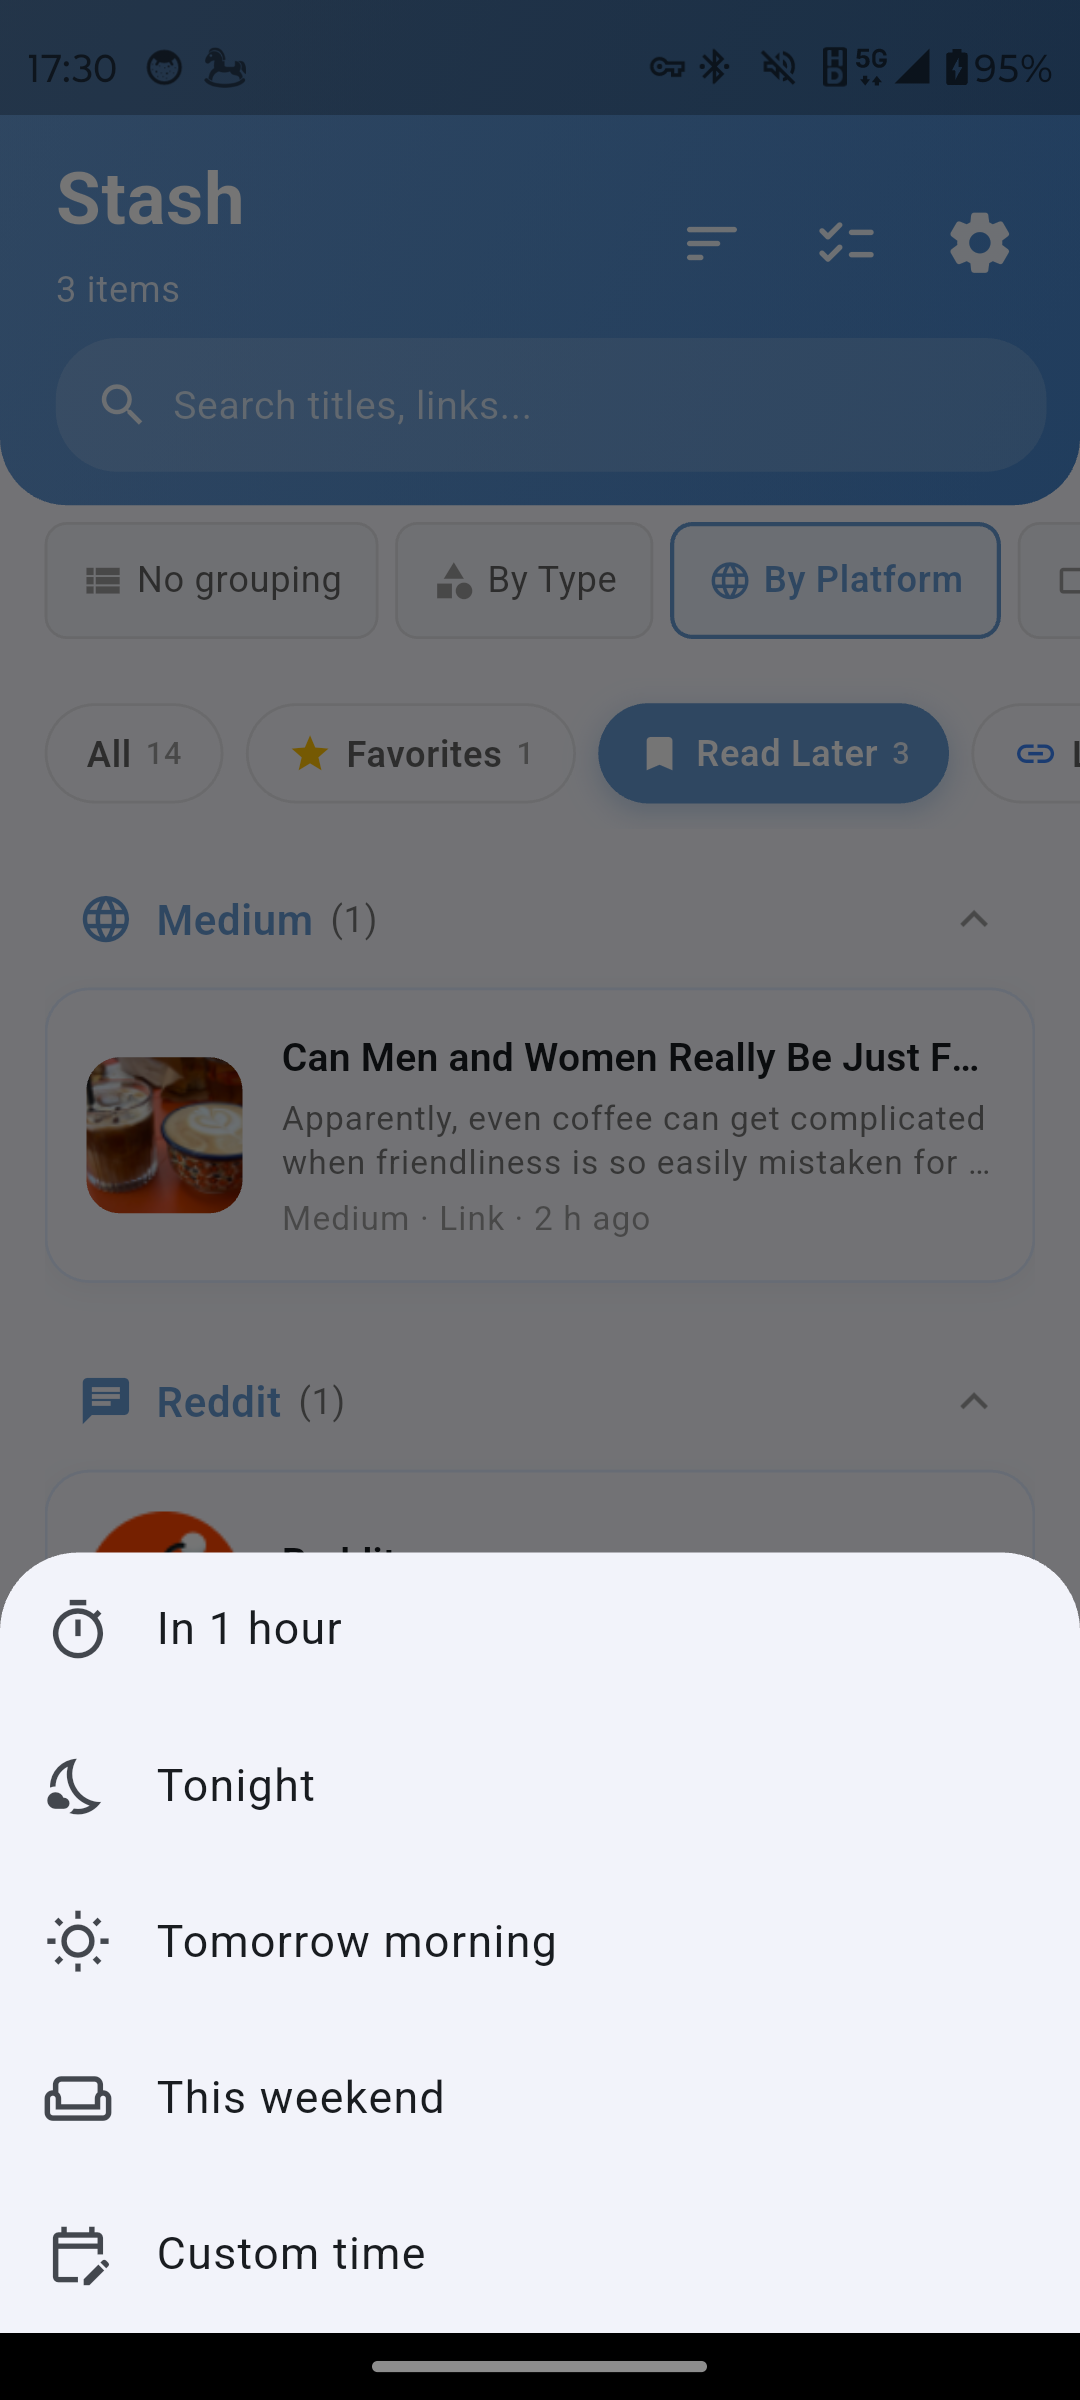 17:30
HD 5G 95%
Stash
3 items
Search titles, links...
No grouping
By Type
By Platform
All 14
Favorites 1
Read Later 3
Medium (1)
Can Men and Women Really Be Just F...
Apparently, even coffee can get complicated
when friendliness is so easily mistaken for ...
Medium · Link · 2 h ago
Reddit (1)
Reddit
In 1 hour
Tonight
Tomorrow morning
This weekend
Custom time